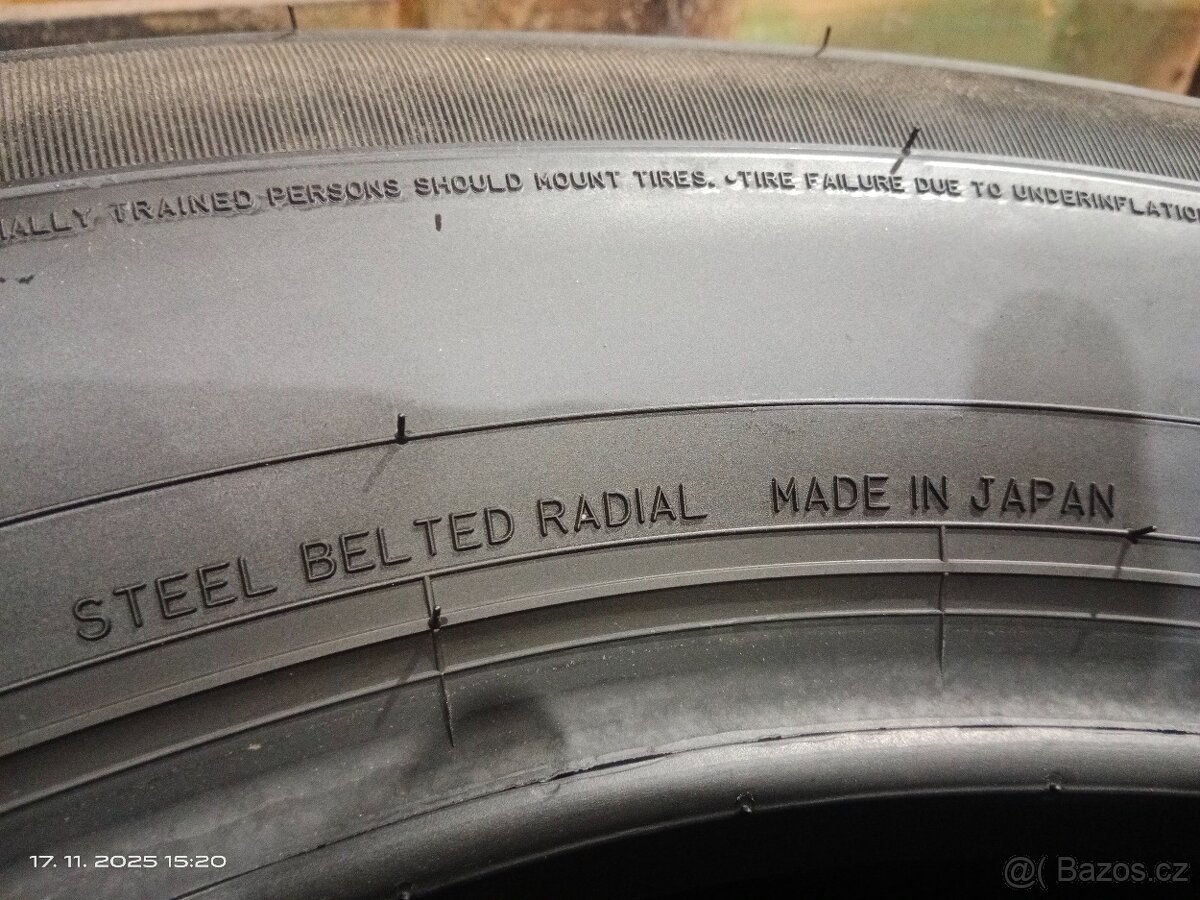 TRAINED PERSONS SHOULD MOUNT TIRES. •TIRE FAILURE DUE TO UNDERINFLATIO
STEEL BELTED RADIAL MADE IN JAPAN
17. 11. 2025 15:20
@( Bazos.cz